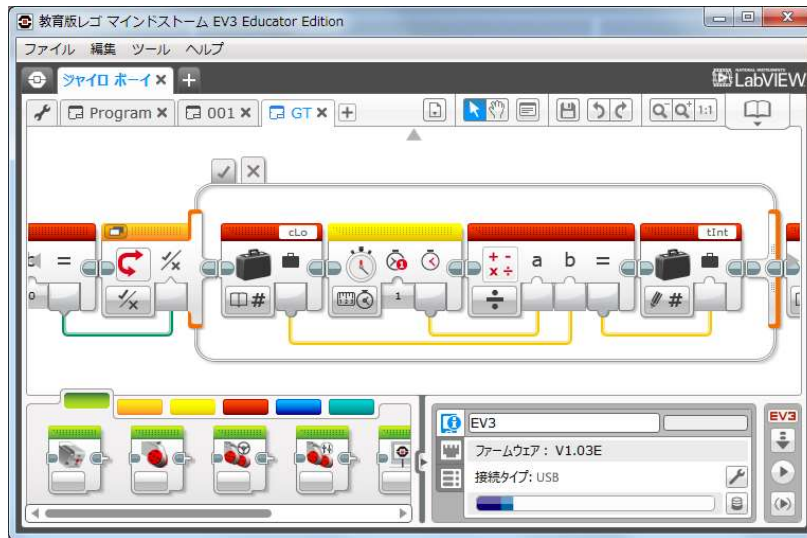 教育版レゴ マインドストーム EV3 Educator Edition
ファイル 編集 ツール ヘルプ
ジャイロ ボーイ
LabVIEW
Program 001 GT
1:1
cLo
tInt
= a b =
#
1
#
0
EV3
EV3
ファームウェア： V1.03E
接続タイプ: USB